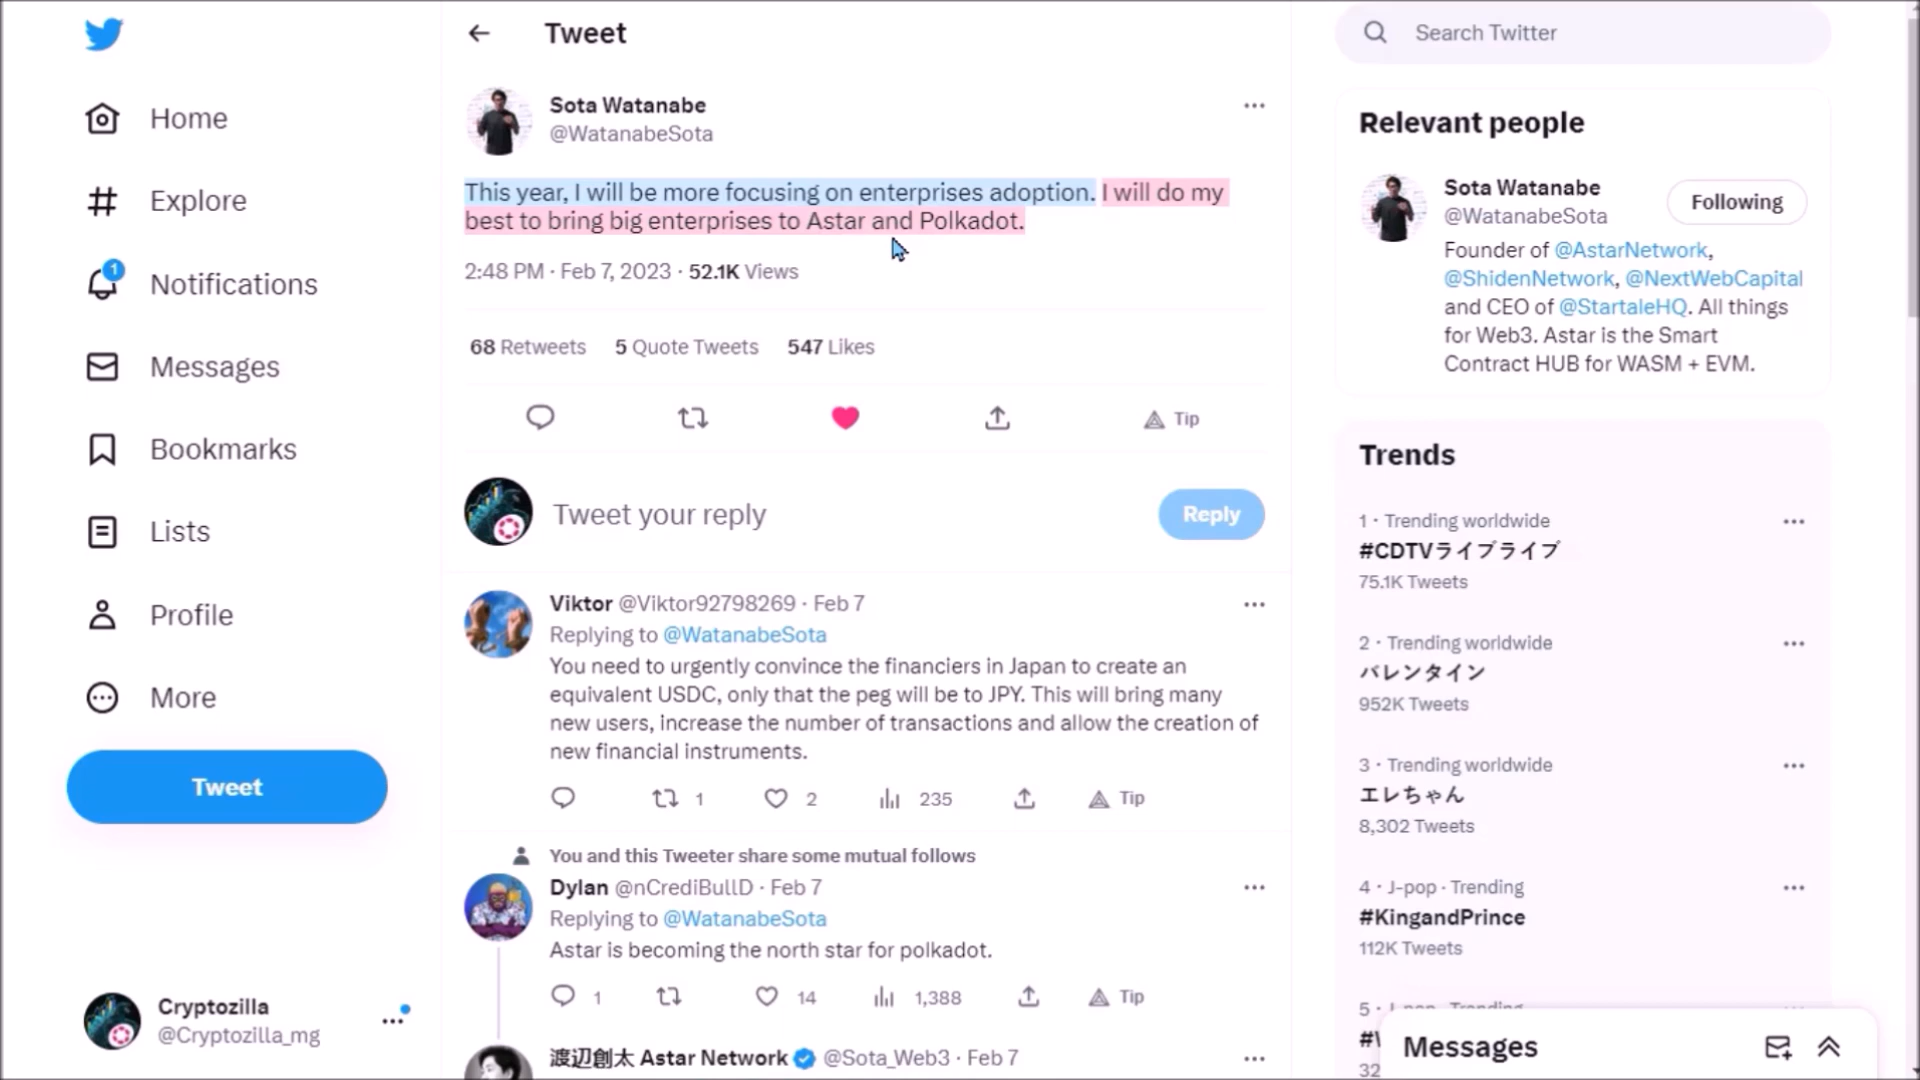 Home
Explore
1
Notifications
Messages
Bookmarks
Lists
Profile
More
Tweet
Cryptozilla
@Cryptozilla_mg
Tweet
Sota Watanabe
@WatanabeSota
This year, I will be more focusing on enterprises adoption. I will do my
best to bring big enterprises to Astar and Polkadot.
2:48 PM · Feb 7, 2023 · 52.1K Views
68 Retweets 5 Quote Tweets 547 Likes
Tip
Tweet your reply
Reply
Viktor @Viktor92798269 · Feb 7
Replying to @WatanabeSota
You need to urgently convince the financiers in Japan to create an
equivalent USDC, only that the peg will be to JPY. This will bring many
new users, increase the number of transactions and allow the creation of
new financial instruments.
1 2 235 Tip
You and this Tweeter share some mutual follows
Dylan @nCrediBullD · Feb 7
Replying to @WatanabeSota
Astar is becoming the north star for polkadot.
1 14 1,388 Tip
渡辺創太 Astar Network @Sota_Web3 · Feb 7
Search Twitter
Relevant people
Sota Watanabe
@WatanabeSota
Following
Founder of @AstarNetwork,
@ShidenNetwork, @NextWebCapital
and CEO of @StartaleHQ. All things
for Web3. Astar is the Smart
Contract HUB for WASM + EVM.
Trends
1 · Trending worldwide
#CDTVライブライブ
75.1K Tweets
2 · Trending worldwide
バレンタイン
952K Tweets
3 · Trending worldwide
エレちゃん
8,302 Tweets
4 · J-pop · Trending
#KingandPrince
112K Tweets
5 · J-pop · Trending
32
Messages